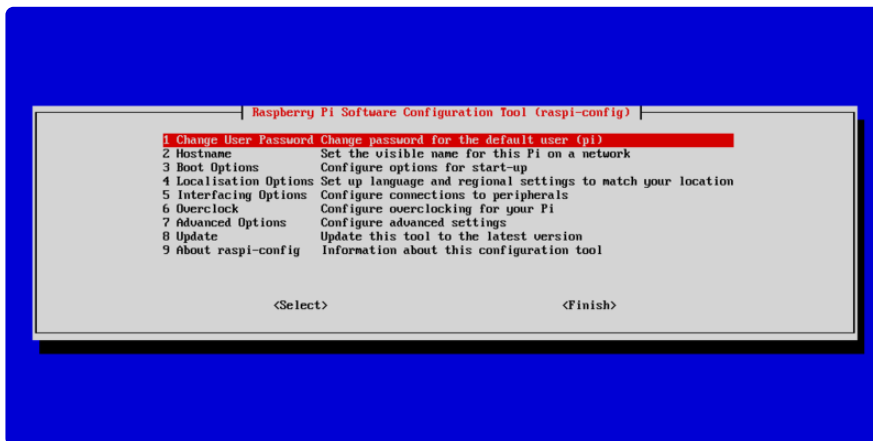 Raspberry Pi Software Configuration Tool (raspi-config)
1 Change User Password Change password for the default user (pi)
2 Hostname Set the visible name for this Pi on a network
3 Boot Options Configure options for start-up
4 Localisation Options Set up language and regional settings to match your location
5 Interfacing Options Configure connections to peripherals
6 Overclock Configure overclocking for your Pi
7 Advanced Options Configure advanced settings
8 Update Update this tool to the latest version
9 About raspi-config Information about this configuration tool
<Select> <Finish>